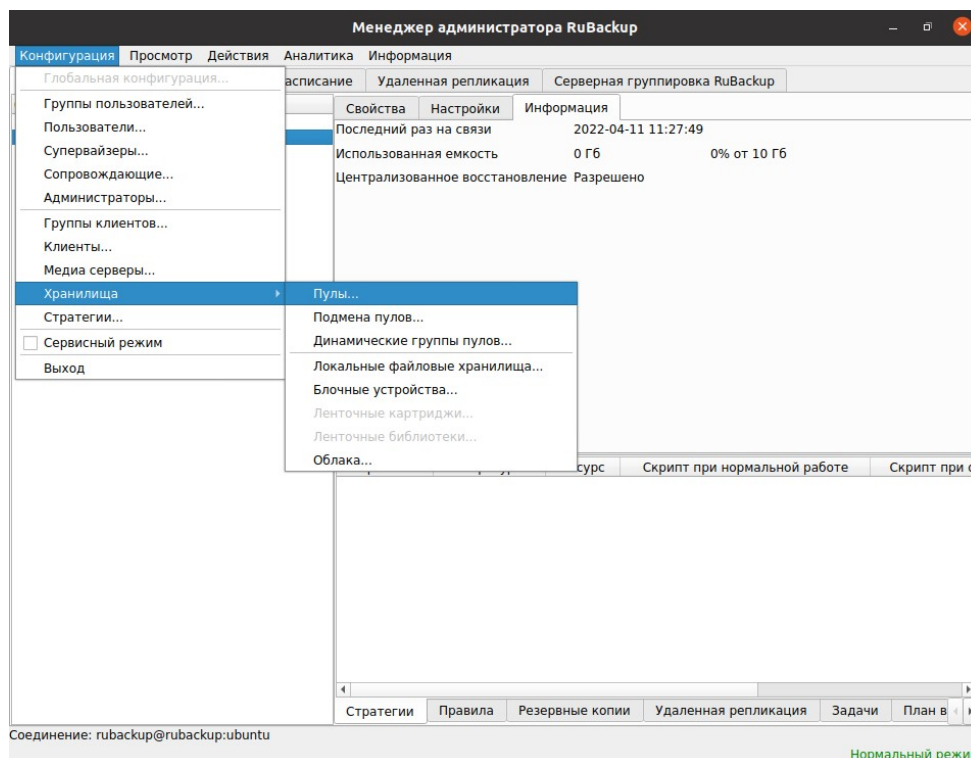 Менеджер администратора RuBackup
Конфигурация Просмотр Действия Аналитика Информация
Глобальная конфигурация...
Удаленная репликация Серверная группировка RuBackup
Группы пользователей...
Свойства Настройки Информация
Пользователи...
Последний раз на связи 2022-04-11 11:27:49
Супервайзеры...
Использованная емкость 0 Гб 0% от 10 Гб
Сопровождающие...
Централизованное восстановление Разрешено
Администраторы...
Группы клиентов...
Клиенты...
Медиа серверы...
Хранилища Пулы...
Стратегии... Подмена пулов...
Сервисный режим Динамические группы пулов...
Выход Локальные файловые хранилища...
Блочные устройства...
Ленточные картриджи...
Ленточные библиотеки...
Облака...
Скрипт при нормальной работе Скрипт при
Стратегии Правила Резервные копии Удаленная репликация Задачи План в
Соединение: rubackup@rubackup:ubuntu
Нормальный режи